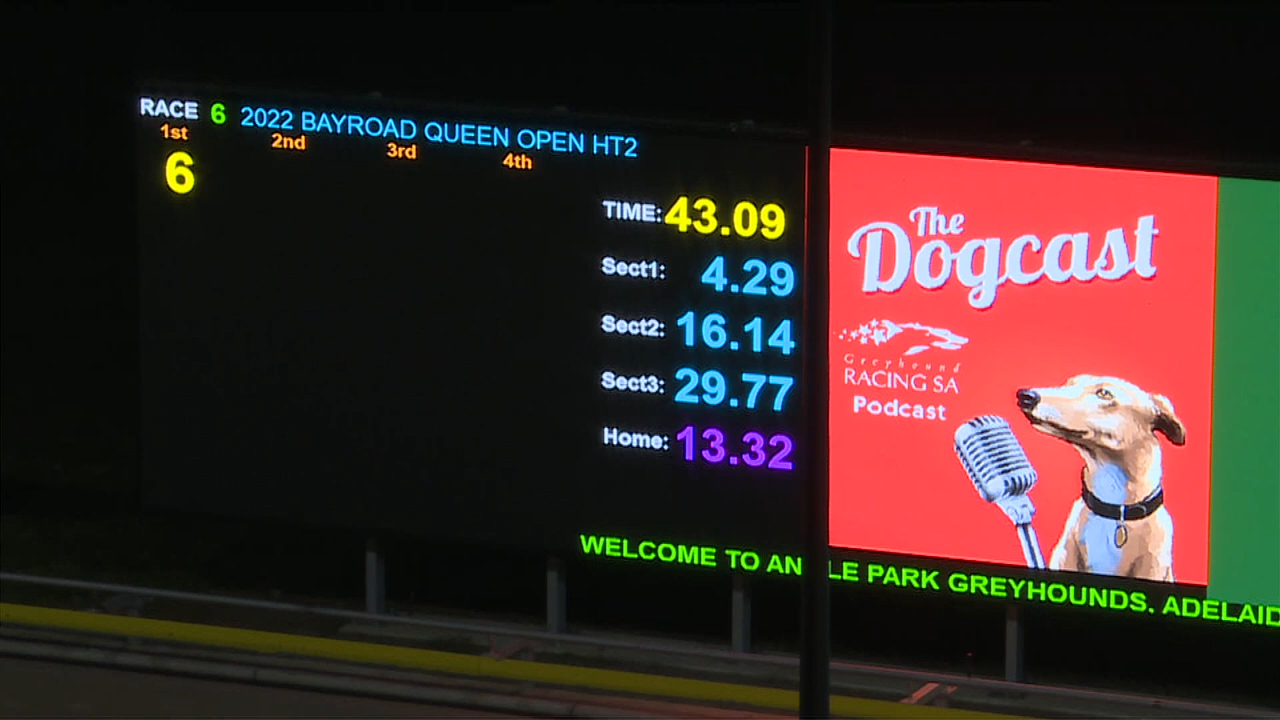 RACE 6 2022 BAYROAD QUEEN OPEN HT2
1st 2nd 3rd 4th
6
TIME: 43.09
Sect1: 4.29
Sect2: 16.14
Sect3: 29.77
Home: 13.32
The
Dogcast
Greyhound
RACING SA
Podcast
WELCOME TO AN LE PARK GREYHOUNDS. ADELAID